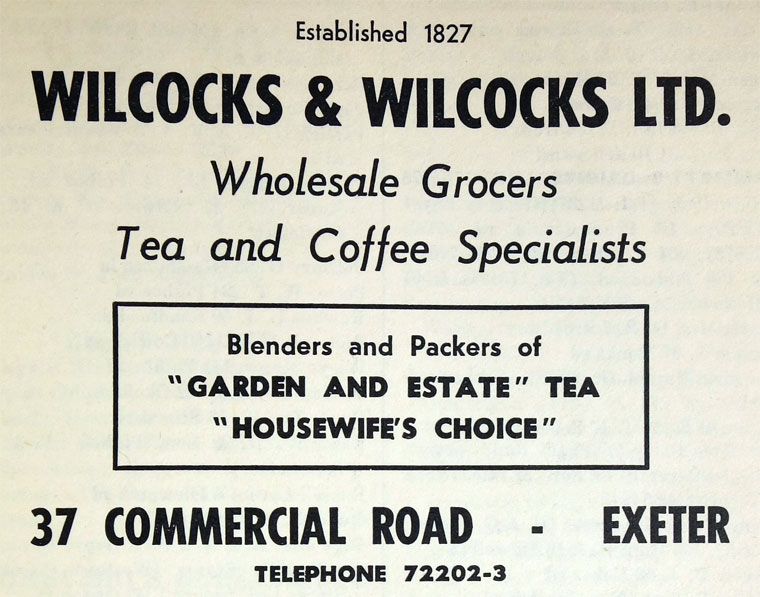 Established 1827
WILCOCKS & WILCOCKS LTD.
Wholesale Grocers
Tea and Coffee Specialists
Blenders and Packers of
"GARDEN AND ESTATE" TEA
"HOUSEWIFE'S CHOICE"
37 COMMERCIAL ROAD - EXETER
TELEPHONE 72202-3